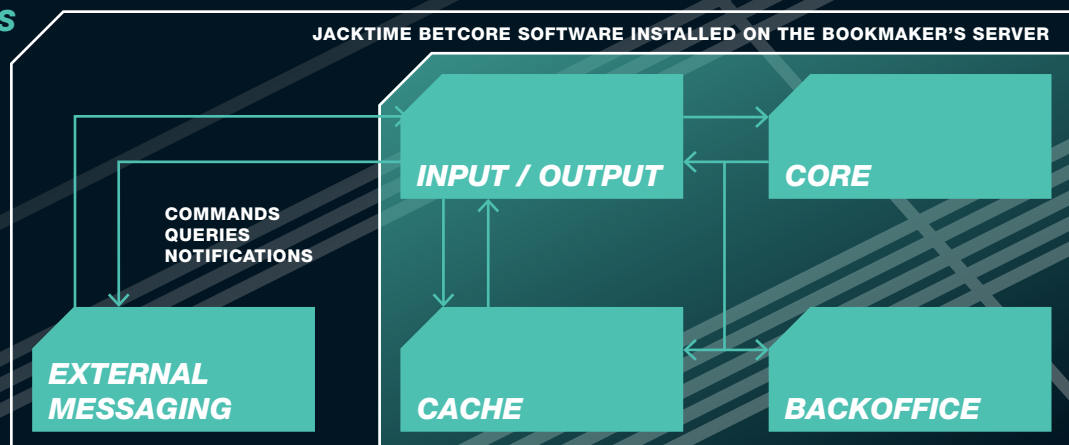 S
JACKTIME BETCORE SOFTWARE INSTALLED ON THE BOOKMAKER'S SERVER
INPUT / OUTPUT
CORE
COMMANDS
QUERIES
NOTIFICATIONS
EXTERNAL
MESSAGING
CACHE
BACKOFFICE